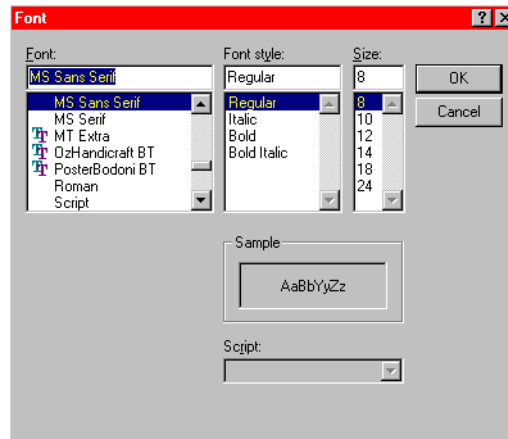 Font
Font:
MS Sans Serif
MS Sans Serif
MS Serif
MT Extra
OzHandicraft BT
PosterBodoni BT
Roman
Script
Font style:
Regular
Regular
Italic
Bold
Bold Italic
Size:
8
8
10
12
14
18
24
OK
Cancel
Sample
AaBbYyZz
Script: